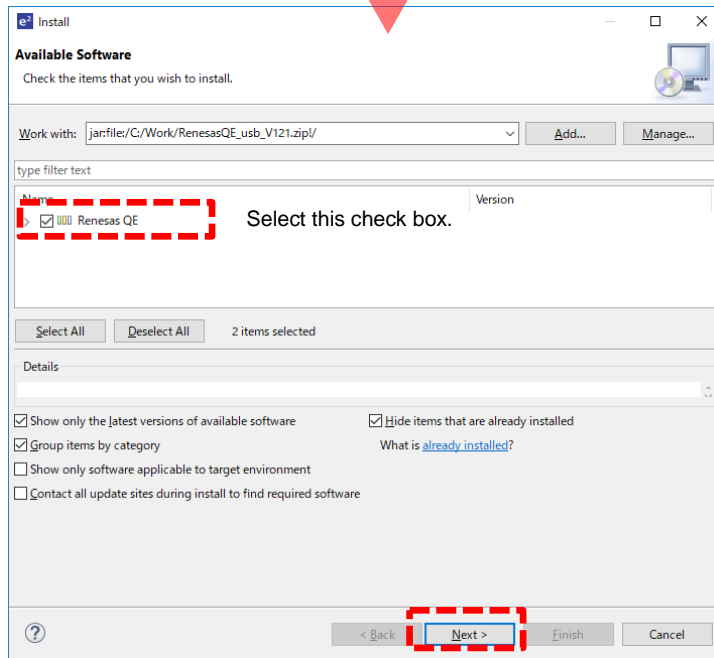 e² Install
Available Software
Check the items that you wish to install.
Work with: jar:file:/C:/Work/RenesasQE_usb_V121.zip!/ Add... Manage...
type filter text
Name Version
Renesas QE Select this check box.
Select All Deselect All 2 items selected
Details
Show only the latest versions of available software Hide items that are already installed
Group items by category What is already installed?
Show only software applicable to target environment
Contact all update sites during install to find required software
? < Back Next > Finish Cancel